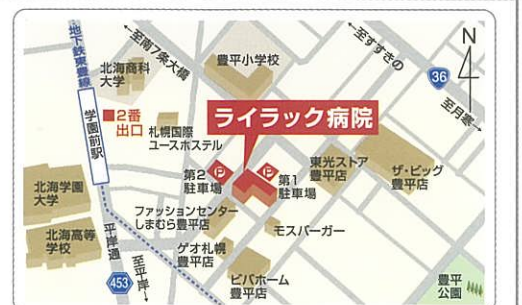 ←至南7条大橋
←至すすきの
N
地下鉄東豊線
北海商科
大学
豊平小学校
36
至月寒→
■2番
出口
ライラック病院
学園前駅
札幌国際
ユースホステル
第2
駐車場
P
P
第1
駐車場
東光ストア
豊平店
ザ・ビッグ
豊平店
北海学園
大学
ファッションセンター
しまむら豊平店
モスバーガー
北海高等
学校
平岸通
ゲオ札幌
豊平店
453
至平岸→
ビバホーム
豊平店
豊平
公園